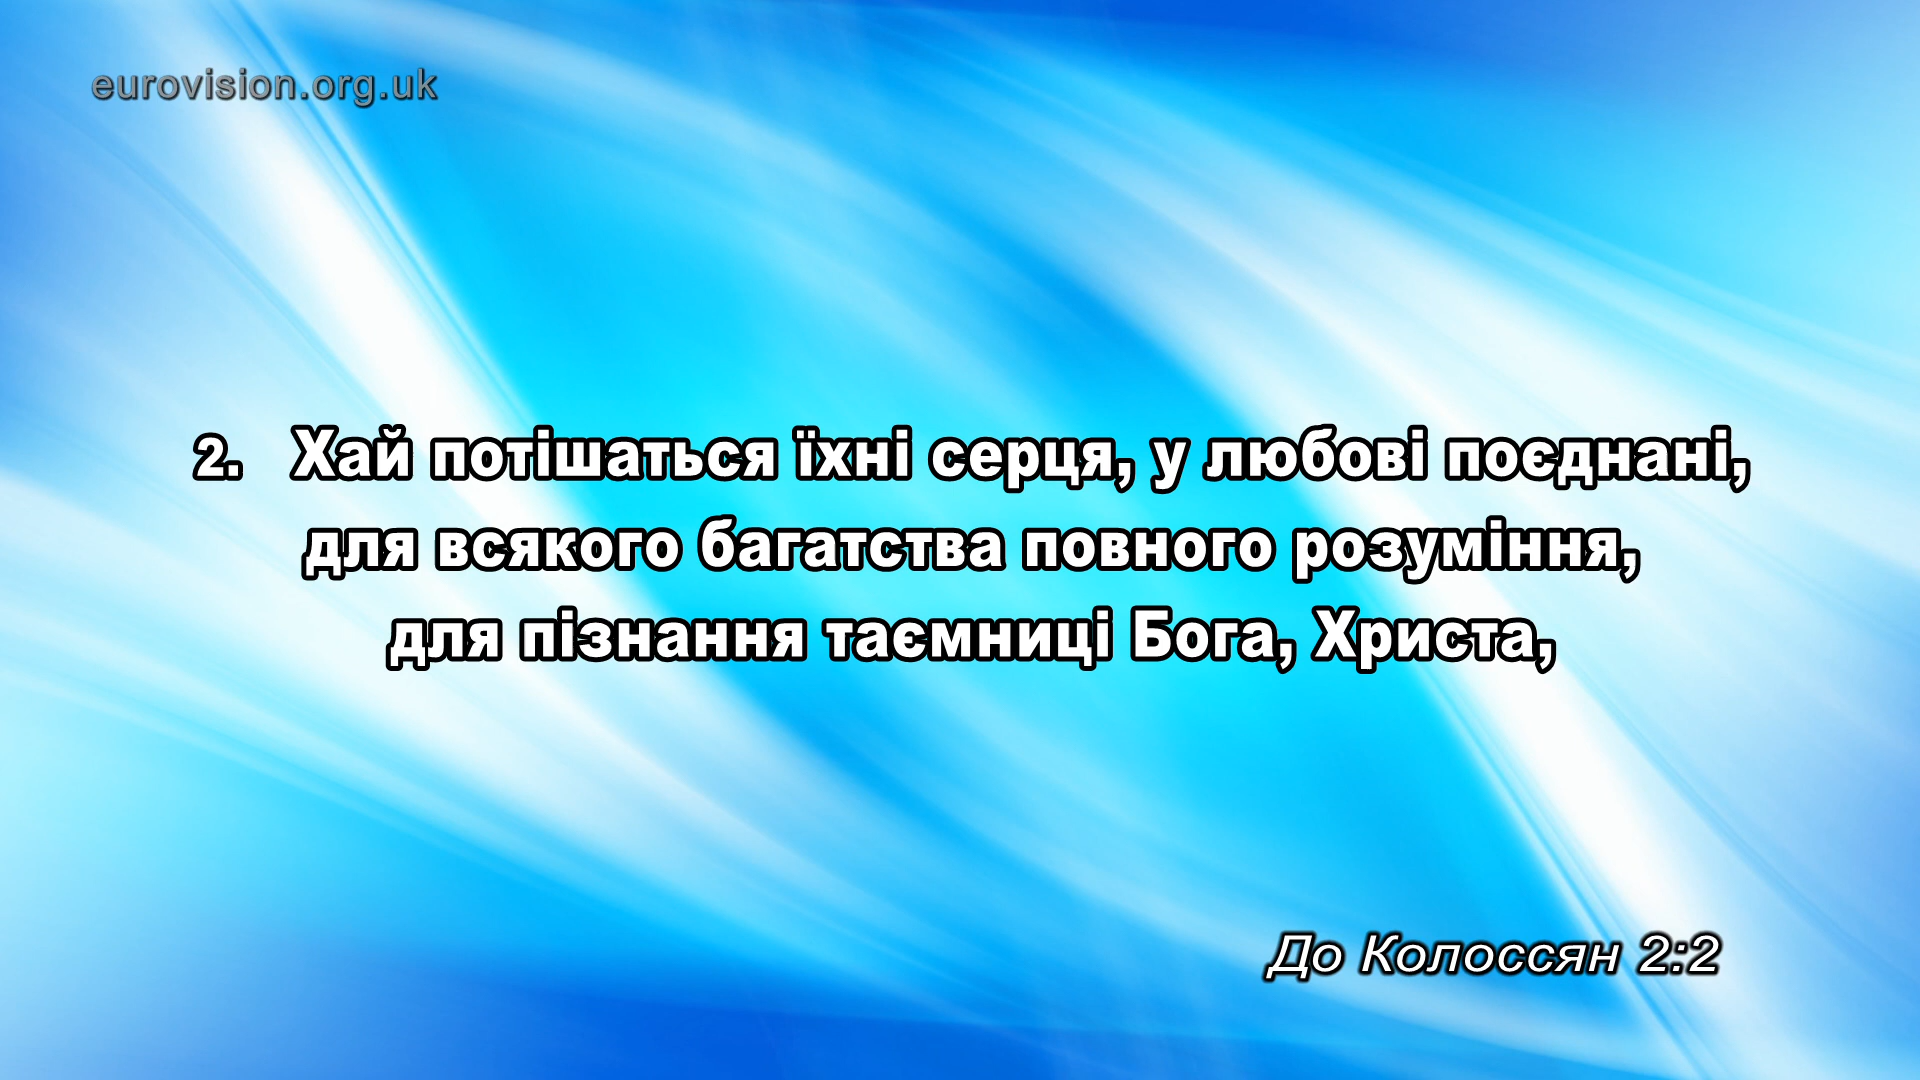 eurovision.org.uk
2. Хай потішаться їхні серця, у любові поєднані,
для всякого багатства повного розуміння,
для пізнання таємниці Бога, Христа,
До Колоссян 2:2